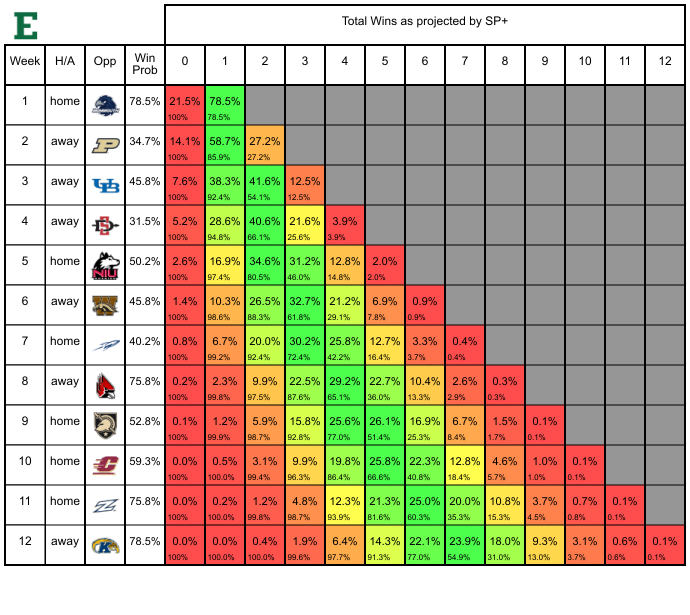 E
Total Wins as projected by SP+
Week H/A Opp Win Prob 0 1 2 3 4 5 6 7 8 9 10 11 12
1 home 78.5% 21.5% 78.5%
100% 78.5%
2 away P 34.7% 14.1% 58.7% 27.2%
100% 85.9% 27.2%
3 away UB 45.8% 7.6% 38.3% 41.6% 12.5%
100% 92.4% 54.1% 12.5%
4 away SD 31.5% 5.2% 28.6% 40.6% 21.6% 3.9%
100% 94.8% 66.1% 25.6% 3.9%
5 home NIU 50.2% 2.6% 16.9% 34.6% 31.2% 12.8% 2.0%
100% 97.4% 80.5% 46.0% 14.8% 2.0%
6 away W 45.8% 1.4% 10.3% 26.5% 32.7% 21.2% 6.9% 0.9%
100% 98.6% 88.3% 61.8% 29.1% 7.8% 0.9%
7 home 40.2% 0.8% 6.7% 20.0% 30.2% 25.8% 12.7% 3.3% 0.4%
100% 99.2% 92.4% 72.4% 42.2% 16.4% 3.7% 0.4%
8 away 75.8% 0.2% 2.3% 9.9% 22.5% 29.2% 22.7% 10.4% 2.6% 0.3%
100% 99.8% 97.5% 87.6% 65.1% 36.0% 13.3% 2.9% 0.3%
9 home 52.8% 0.1% 1.2% 5.9% 15.8% 25.6% 26.1% 16.9% 6.7% 1.5% 0.1%
100% 99.9% 98.7% 92.8% 77.0% 51.4% 25.3% 8.4% 1.7% 0.1%
10 home C 59.3% 0.0% 0.5% 3.1% 9.9% 19.8% 25.8% 22.3% 12.8% 4.6% 1.0% 0.1%
100% 100.0% 99.4% 96.3% 86.4% 66.6% 40.8% 18.4% 5.7% 1.0% 0.1%
11 home Z 75.8% 0.0% 0.2% 1.2% 4.8% 12.3% 21.3% 25.0% 20.0% 10.8% 3.7% 0.7% 0.1%
100% 100.0% 99.8% 98.7% 93.9% 81.6% 60.3% 35.3% 15.3% 4.5% 0.8% 0.1%
12 away K 78.5% 0.0% 0.0% 0.4% 1.9% 6.4% 14.3% 22.1% 23.9% 18.0% 9.3% 3.1% 0.6% 0.1%
100% 100.0% 100.0% 99.6% 97.7% 91.3% 77.0% 54.9% 31.0% 13.0% 3.7% 0.6% 0.1%